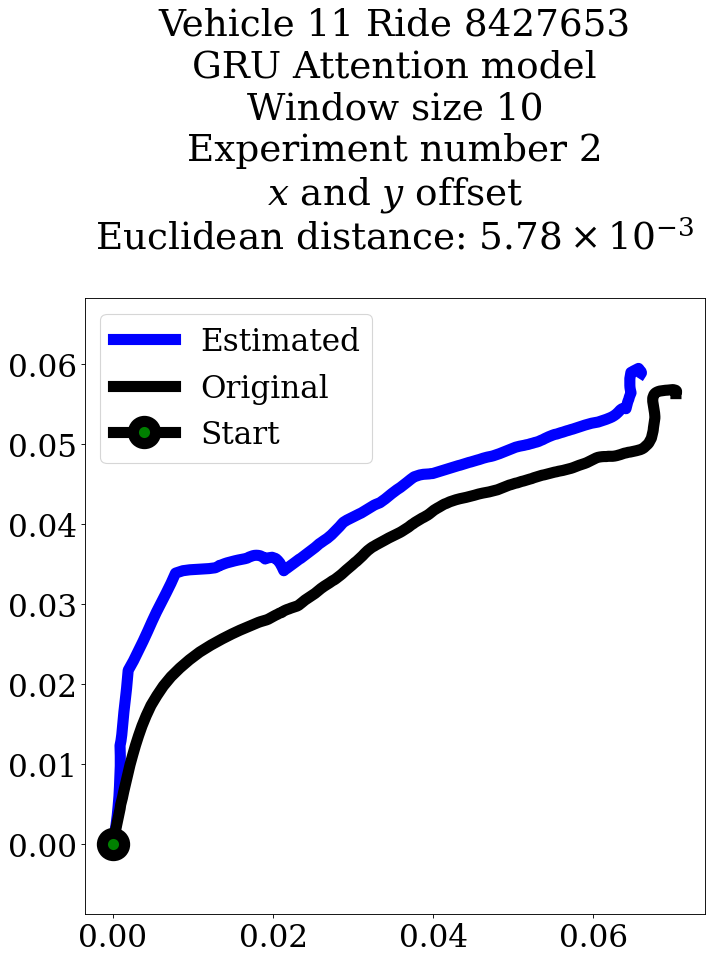 Vehicle 11 Ride 8427653
GRU Attention model
Window size 10
Experiment number 2
x and y offset
Euclidean distance: 5.78 × 10⁻³
Estimated
Original
Start
0.06
0.05
0.04
0.03
0.02
0.01
0.00
0.00 0.02 0.04 0.06